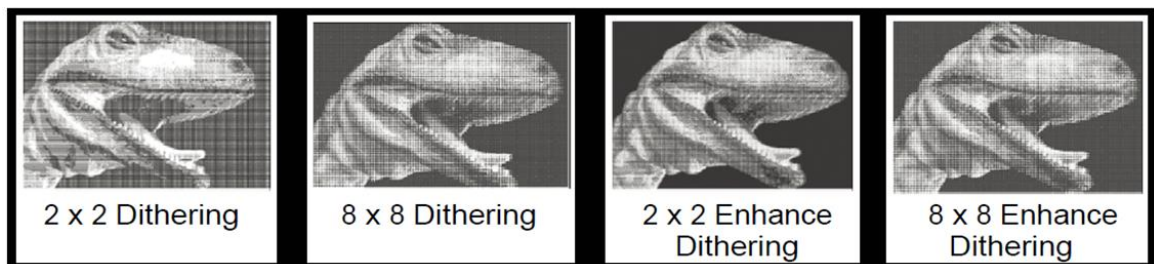 2 x 2 Dithering
8 x 8 Dithering
2 x 2 Enhance
Dithering
8 x 8 Enhance
Dithering